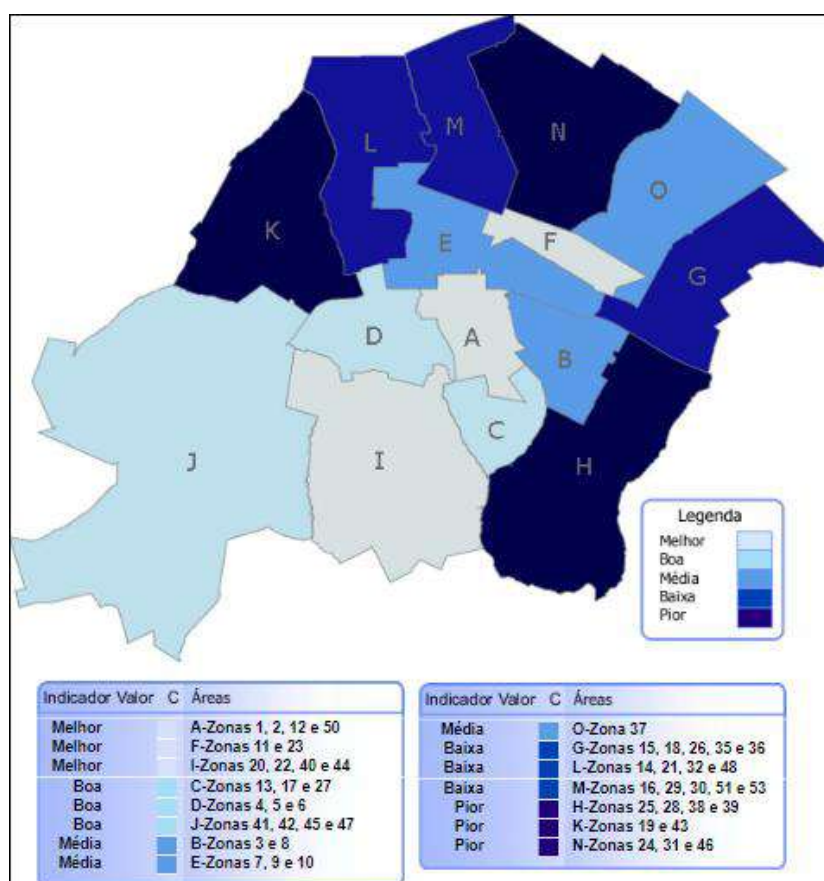 M
N
L
O
K
E
F
G
D
A
B
C
J
I
H
Legenda
Melhor
Boa
Média
Baixa
Pior
Indicador Valor C Áreas
Melhor A-Zonas 1, 2, 12 e 50
Melhor F-Zonas 11 e 23
Melhor I-Zonas 20, 22, 40 e 44
Boa C-Zonas 13, 17 e 27
Boa D-Zonas 4, 5 e 6
Boa J-Zonas 41, 42, 45 e 47
Média B-Zonas 3 e 8
Média E-Zonas 7, 9 e 10
Indicador Valor C Áreas
Média O-Zona 37
Baixa G-Zonas 15, 18, 26, 35 e 36
Baixa L-Zonas 14, 21, 32 e 48
Baixa M-Zonas 16, 29, 30, 51 e 53
Pior H-Zonas 25, 28, 38 e 39
Pior K-Zonas 19 e 43
Pior N-Zonas 24, 31 e 46